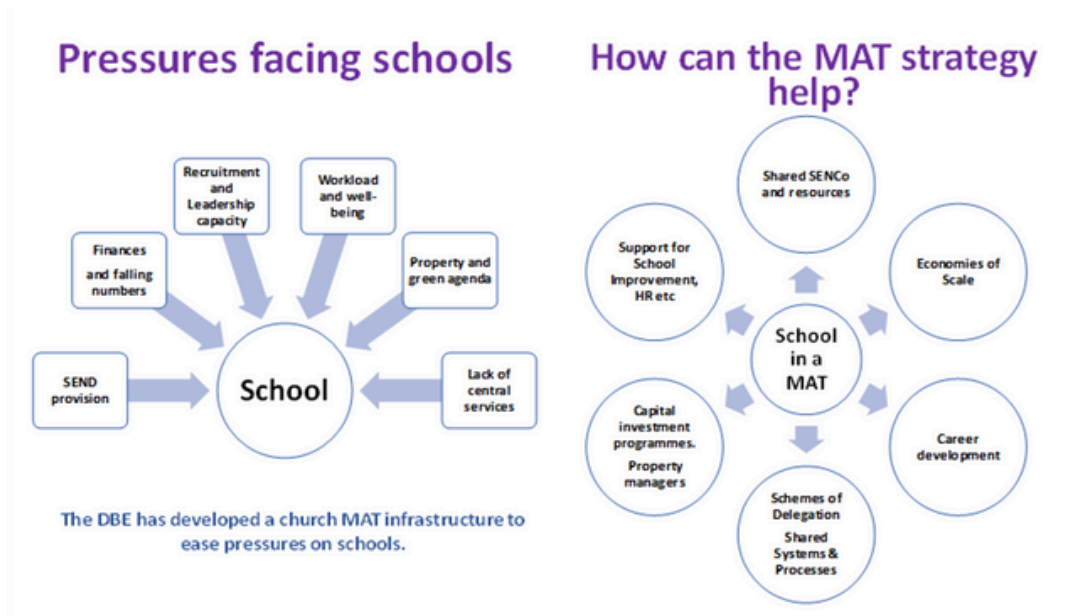 Pressures facing schools
Recruitment
and
Leadership
capacity
Workload
and well-
being
Finances
and falling
numbers
Property and
green agenda
SEND
provision
School
Lack of
central
services
The DBE has developed a church MAT infrastructure to
ease pressures on schools.
How can the MAT strategy
help?
Shared SENCo
and resources
Support for
School
Improvement,
HR etc
Economies of
Scale
School
in a
MAT
Capital
investment
programmes.
Property
managers
Career
development
Schemes of
Delegation
Shared
Systems &
Processes